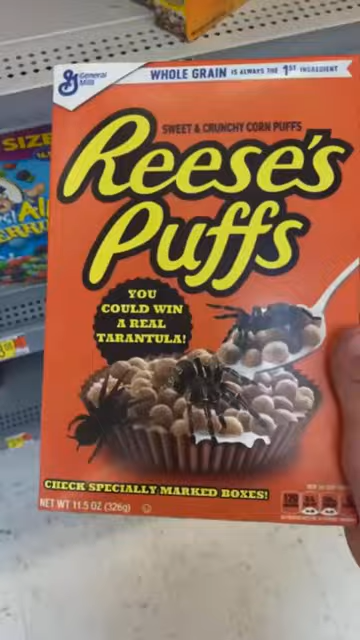 General
Mills
WHOLE GRAIN IS ALWAYS THE 1ST INGREDIENT
SWEET & CRUNCHY CORN PUFFS
Reese's
Puffs
SIZE
YOU
COULD WIN
A REAL
TARANTULA!
CHECK SPECIALLY MARKED BOXES!
NET WT 11.5 OZ (326g)